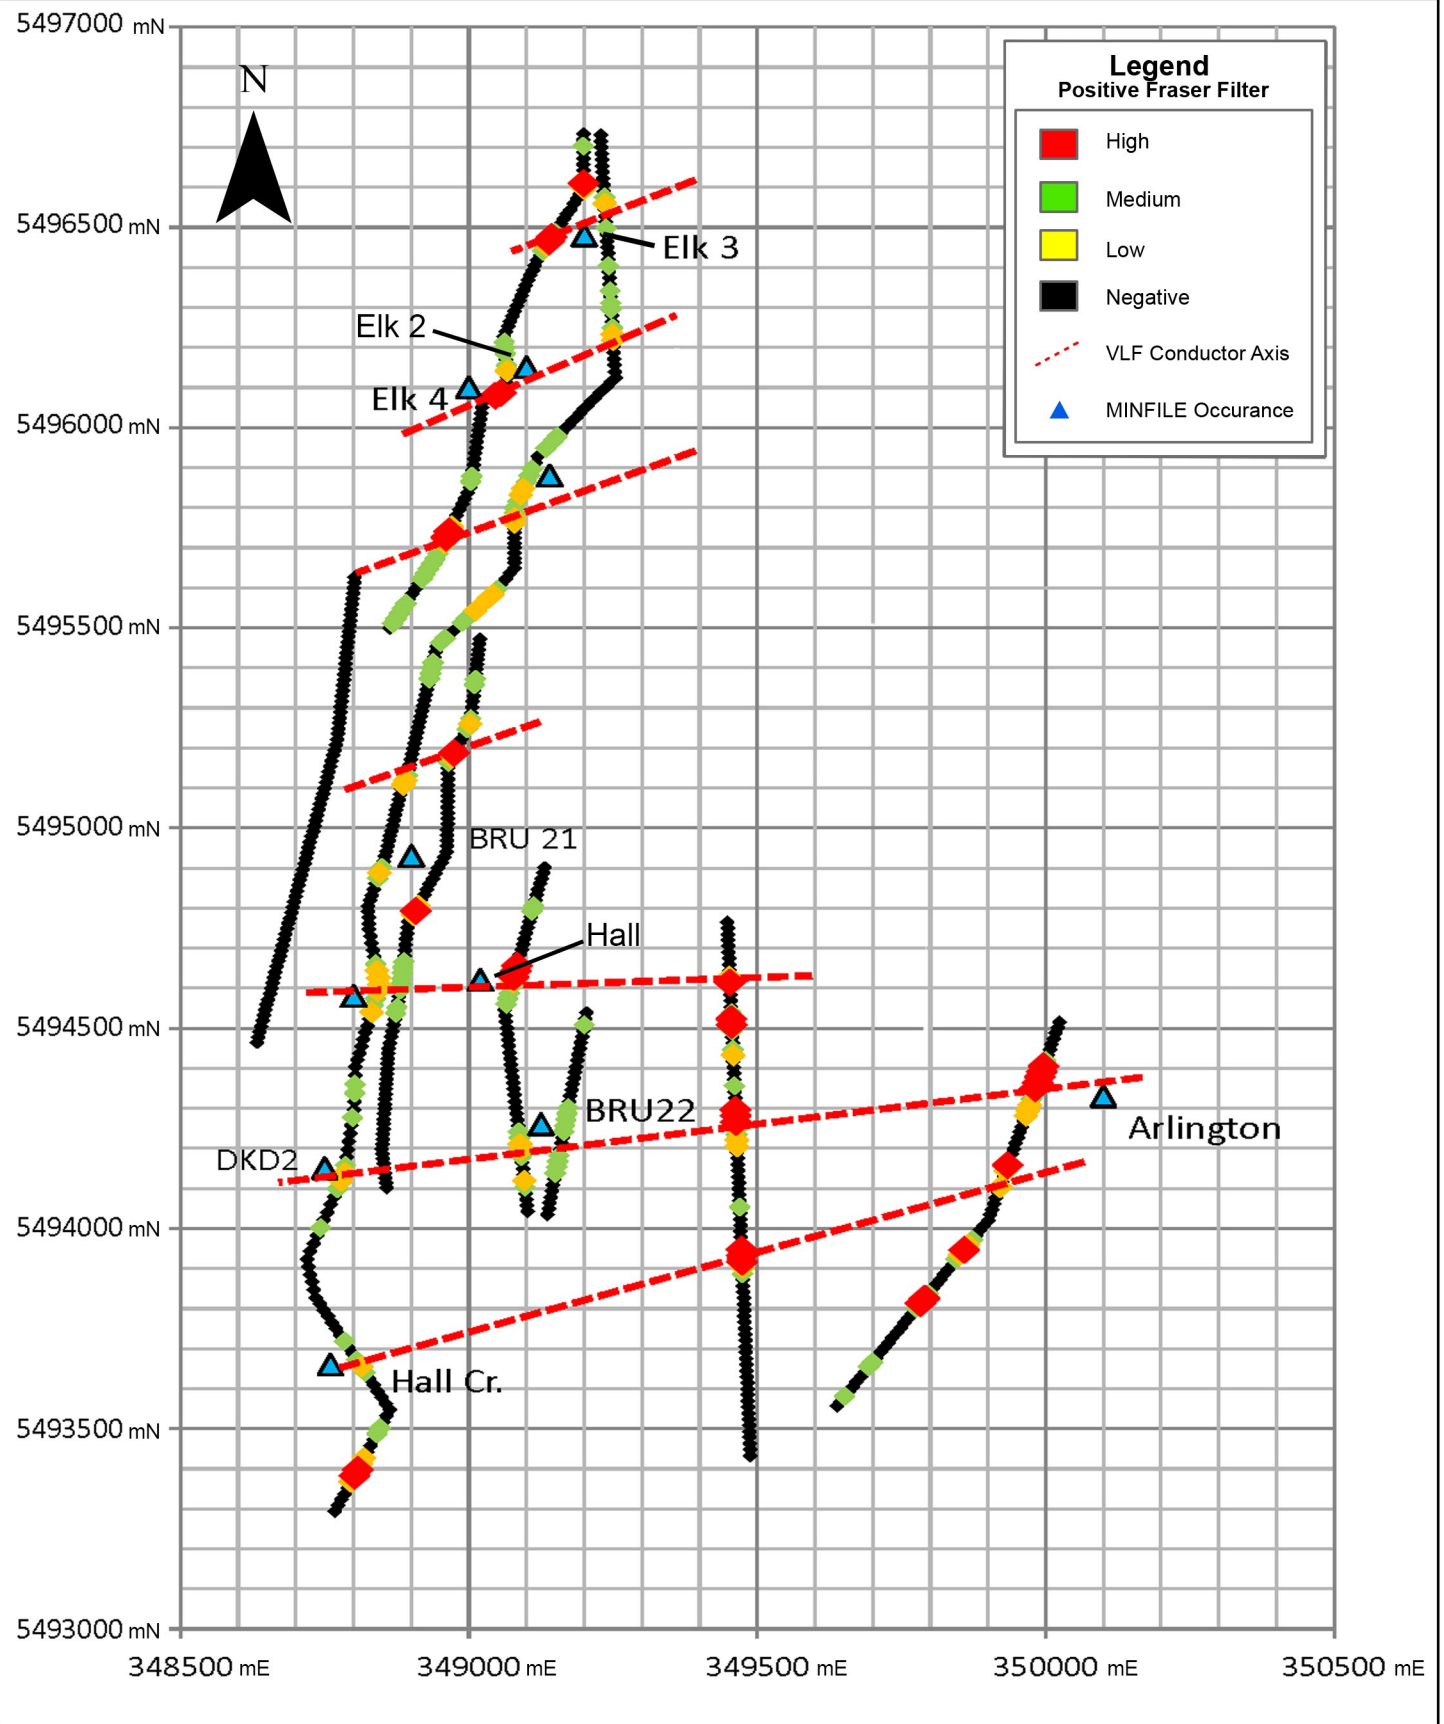 5497000 mN
N
Legend
Positive Fraser Filter
High
Medium
Low
Negative
VLF Conductor Axis
MINFILE Occurance
5496500 mN
Elk 3
Elk 2
Elk 4
5496000 mN
5495500 mN
5495000 mN
BRU 21
Hall
5494500 mN
BRU22
Arlington
DKD2
5494000 mN
Hall Cr.
5493500 mN
5493000 mN
348500 mE 349000 mE 349500 mE 350000 mE 350500 mE